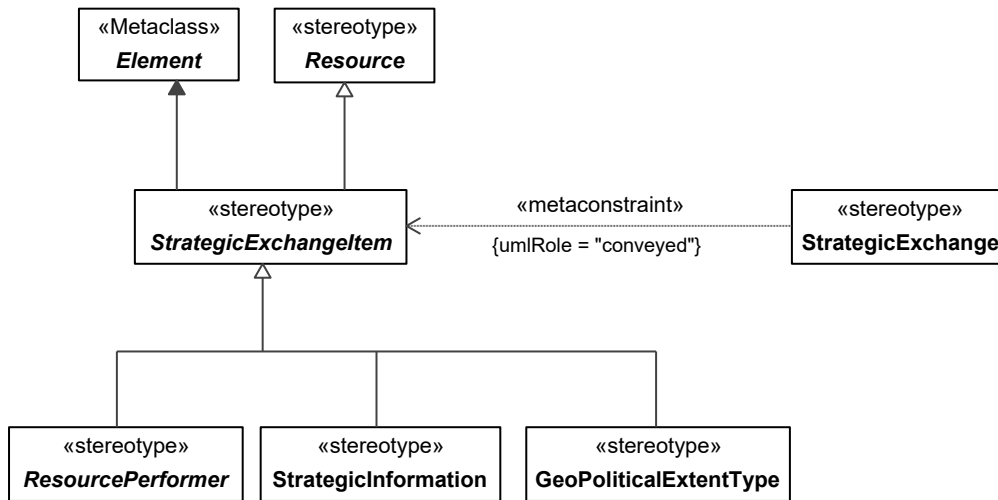 «Metaclass»
Element
«stereotype»
Resource
«stereotype»
StrategicExchangeItem
«metaconstraint»
{umlRole = "conveyed"}
«stereotype»
StrategicExchange
«stereotype»
ResourcePerformer
«stereotype»
StrategicInformation
«stereotype»
GeoPoliticalExtentType